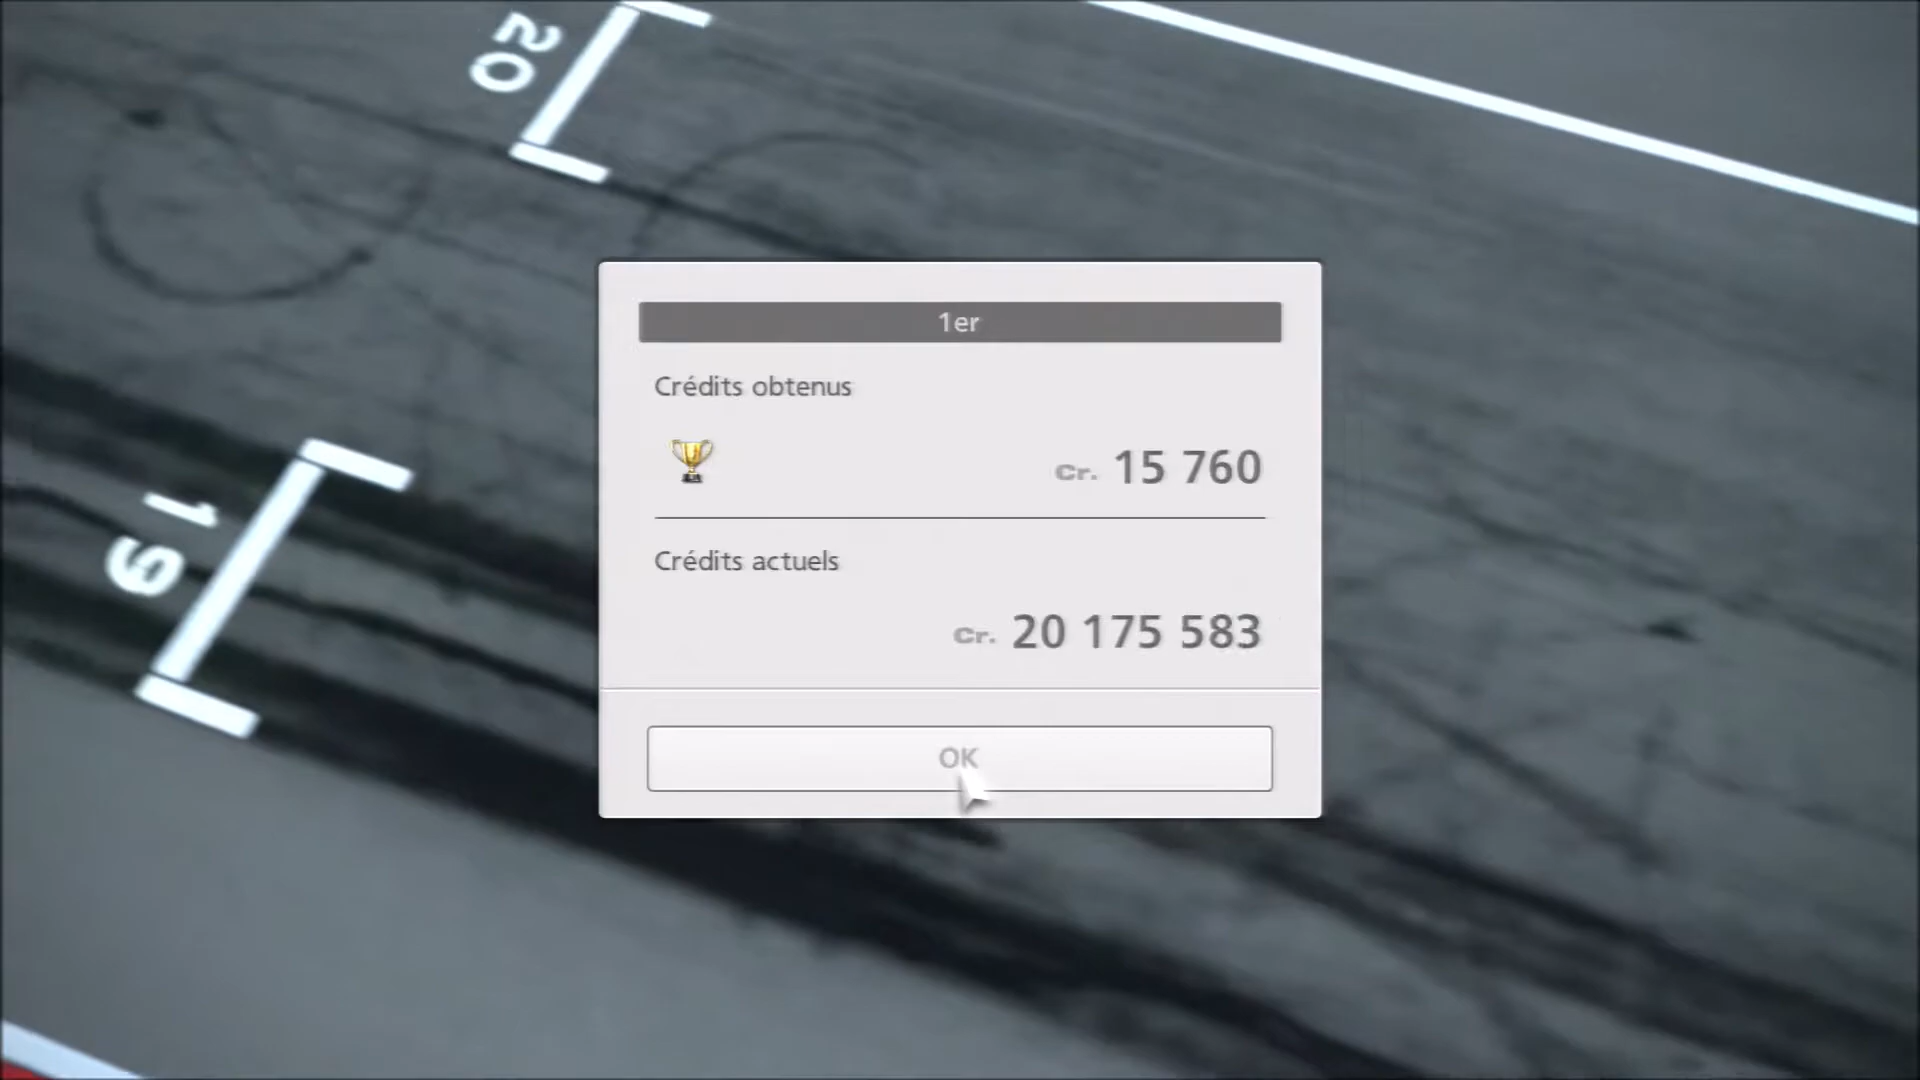 20
19
1er
Crédits obtenus
Cr. 15 760
Crédits actuels
Cr. 20 175 583
OK